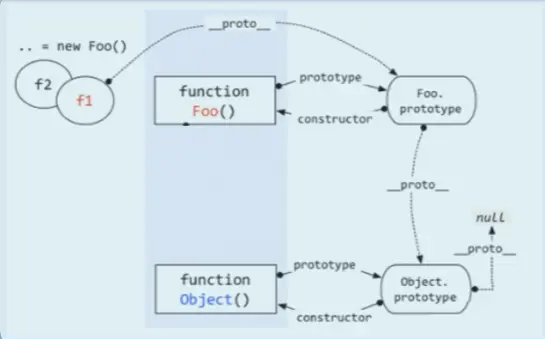 __proto__
.. = new Foo()
f2
f1
function
Foo()
prototype
constructor
Foo.
prototype
__proto__
null
__proto__
function
Object()
prototype
constructor
Object.
prototype